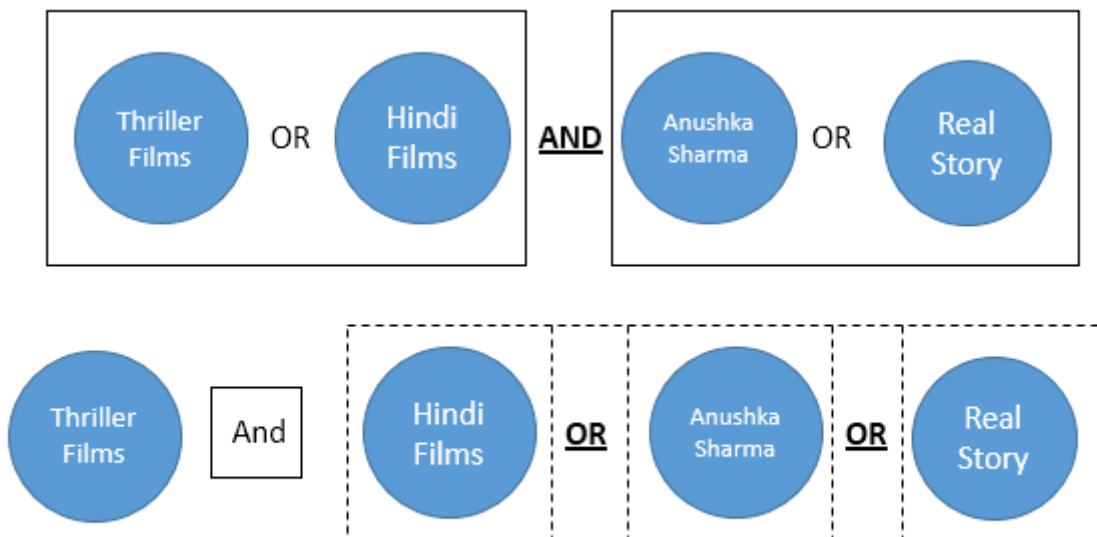 Thriller
Films
OR
Hindi
Films
AND
Anushka
Sharma
OR
Real
Story
Thriller
Films
And
Hindi
Films
OR
Anushka
Sharma
OR
Real
Story